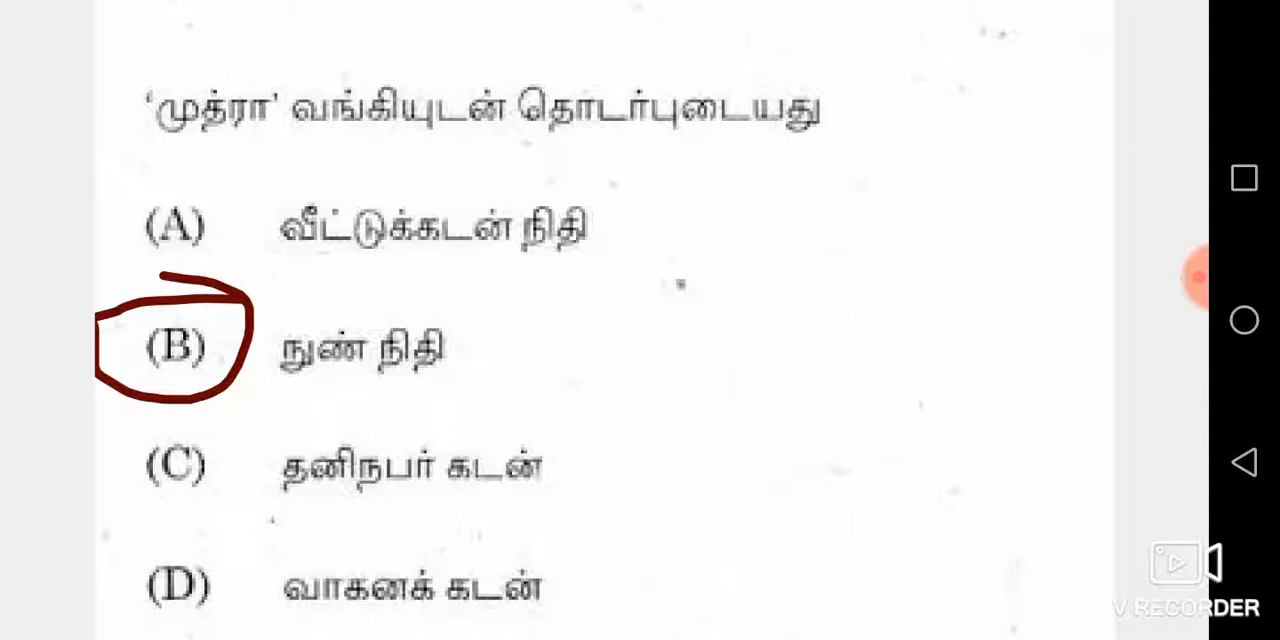 ‘முத்ரா’ வங்கியுடன் தொடர்புடையது
(A) வீட்டுக்கடன் நிதி
(B) நுண் நிதி
(C) தனிநபர் கடன்
(D) வாகனக் கடன்
V RECORDER